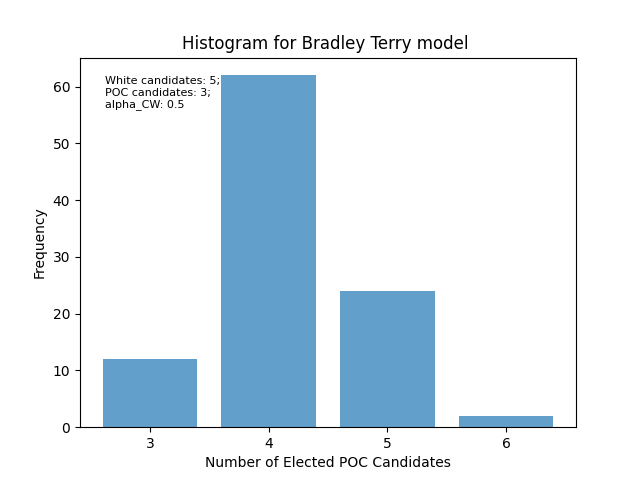 Histogram for Bradley Terry model
White candidates: 5;
POC candidates: 3;
alpha_CW: 0.5
60
50
40
30
20
10
0
Frequency
3 4 5 6
Number of Elected POC Candidates